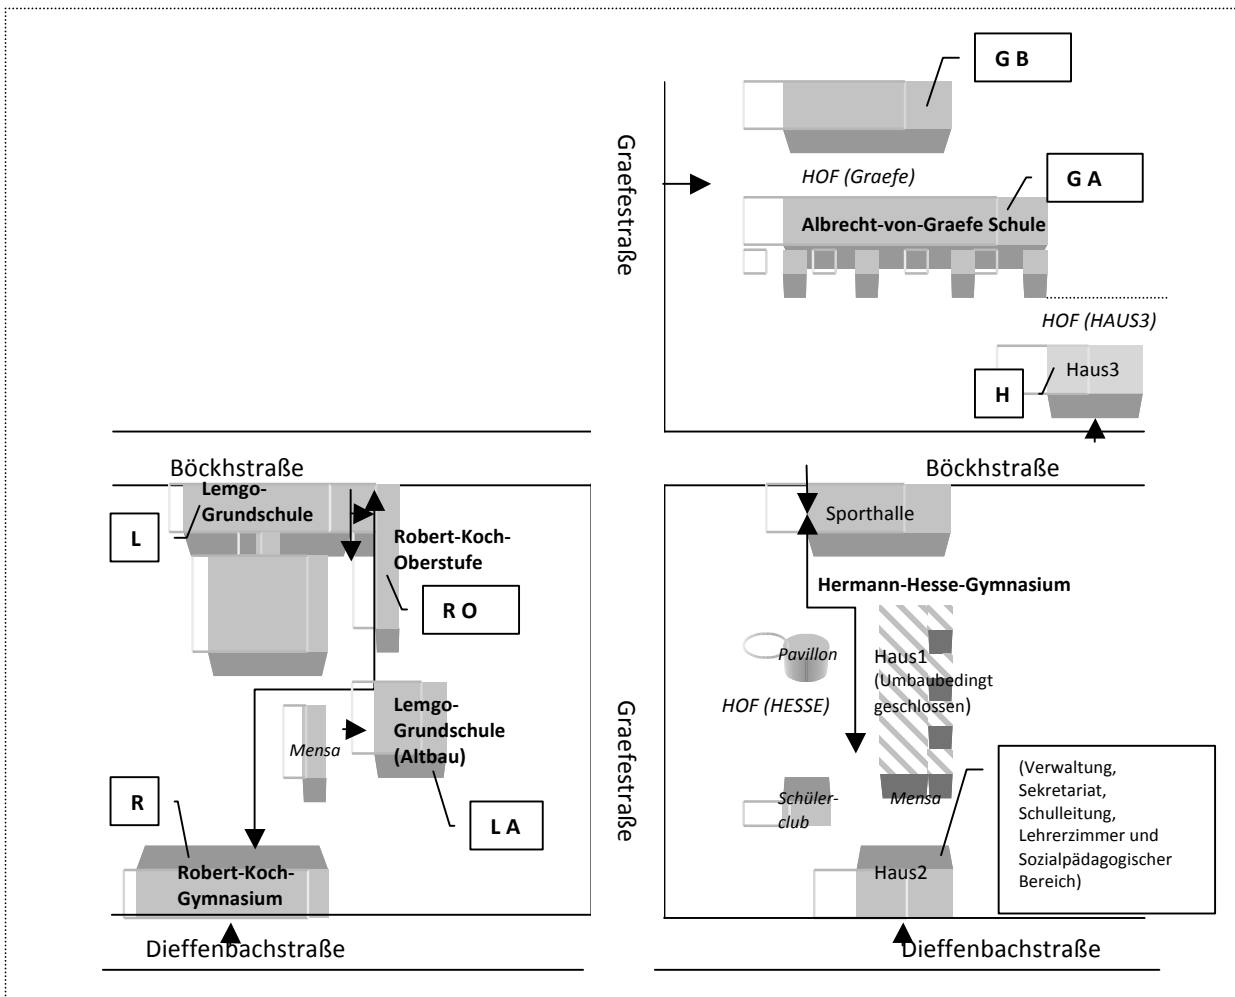 G B
Graefestraße
HOF (Graefe)
G A
Albrecht-von-Graefe Schule
HOF (HAUS3)
Haus3
H
Böckhstraße
Böckhstraße
Lemgo-
Grundschule
L
Robert-Koch-
Oberstufe
R O
Sporthalle
Hermann-Hesse-Gymnasium
Pavillon
Haus1
(Umbaubedingt
geschlossen)
HOF (HESSE)
Lemgo-
Grundschule
(Altbau)
Mensa
Graefestraße
R
L A
Schüler-
club
Mensa
(Verwaltung,
Sekretariat,
Schulleitung,
Lehrerzimmer und
Sozialpädagogischer
Bereich)
Robert-Koch-
Gymnasium
Haus2
Dieffenbachstraße
Dieffenbachstraße